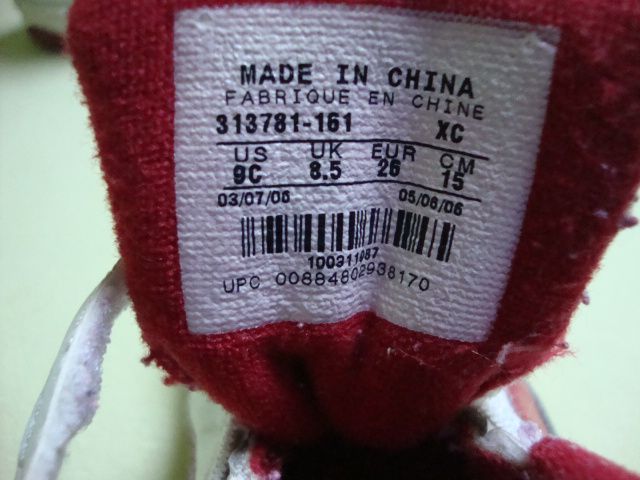 MADE IN CHINA
FABRIQUE EN CHINE
313781-161 XC
US UK EUR CM
9C 8.5 26 15
03/07/06 05/06/06
100311087
UPC 00884802938170